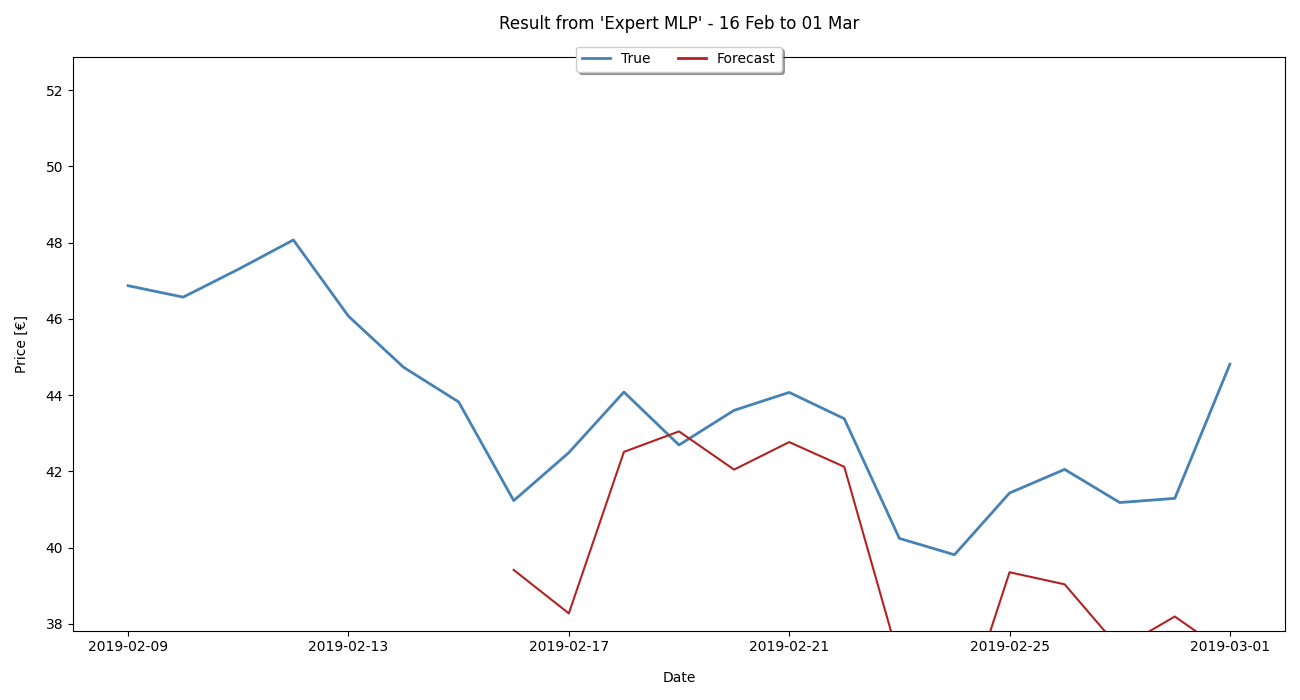 Result from 'Expert MLP' - 16 Feb to 01 Mar
True Forecast
52
50
48
46
44
42
40
38
Price [€]
2019-02-09 2019-02-13 2019-02-17 2019-02-21 2019-02-25 2019-03-01
Date